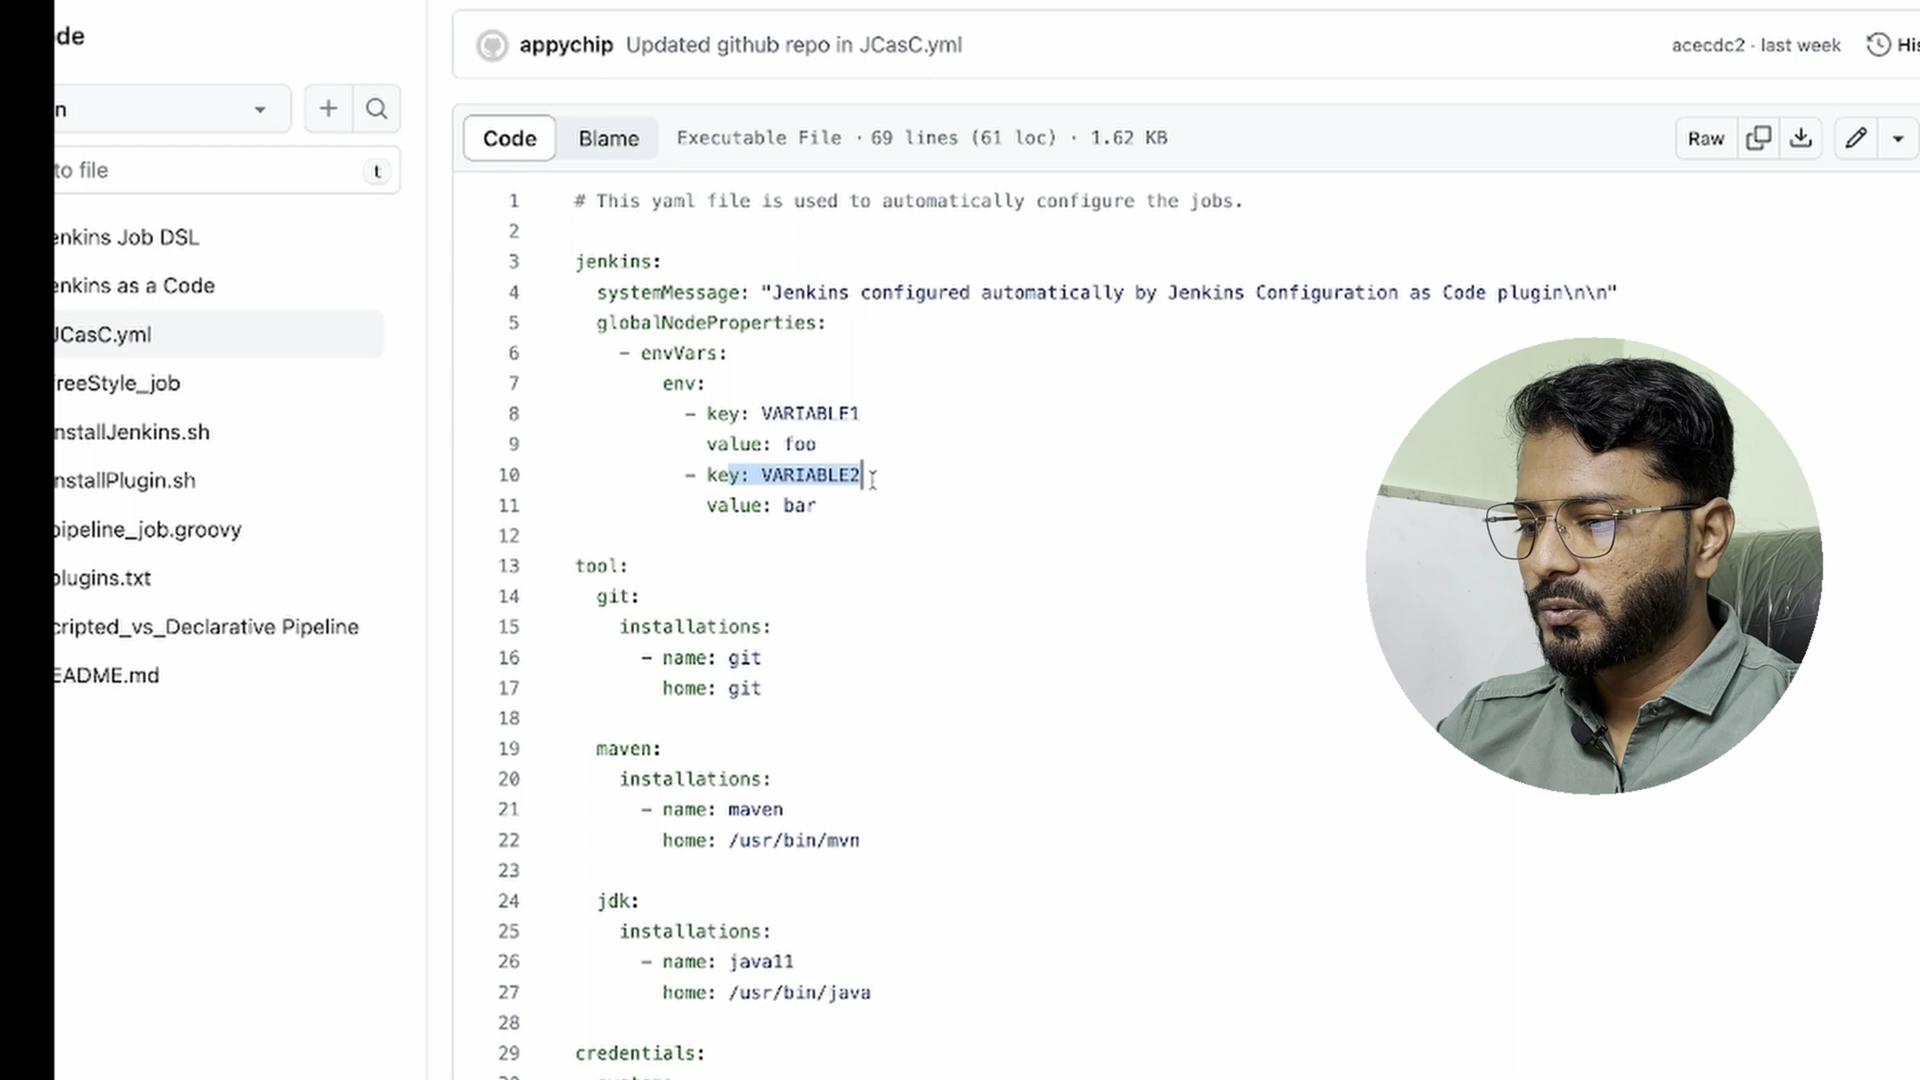 de
n
to file
t
enkins Job DSL
enkins as a Code
JCasC.yml
reeStyle_job
nstallJenkins.sh
nstallPlugin.sh
pipeline_job.groovy
plugins.txt
cripted_vs_Declarative Pipeline
EADME.md
appychip Updated github repo in JCasC.yml
acecdc2 · last week
His
Code Blame Executable File · 69 lines (61 loc) · 1.62 KB
Raw
1 # This yaml file is used to automatically configure the jobs.
2
3 jenkins:
4 systemMessage: "Jenkins configured automatically by Jenkins Configuration as Code plugin\n\n"
5 globalNodeProperties:
6 - envVars:
7 env:
8 - key: VARIABLE1
9 value: foo
10 - key: VARIABLE2
11 value: bar
12
13 tool:
14 git:
15 installations:
16 - name: git
17 home: git
18
19 maven:
20 installations:
21 - name: maven
22 home: /usr/bin/mvn
23
24 jdk:
25 installations:
26 - name: java11
27 home: /usr/bin/java
28
29 credentials: